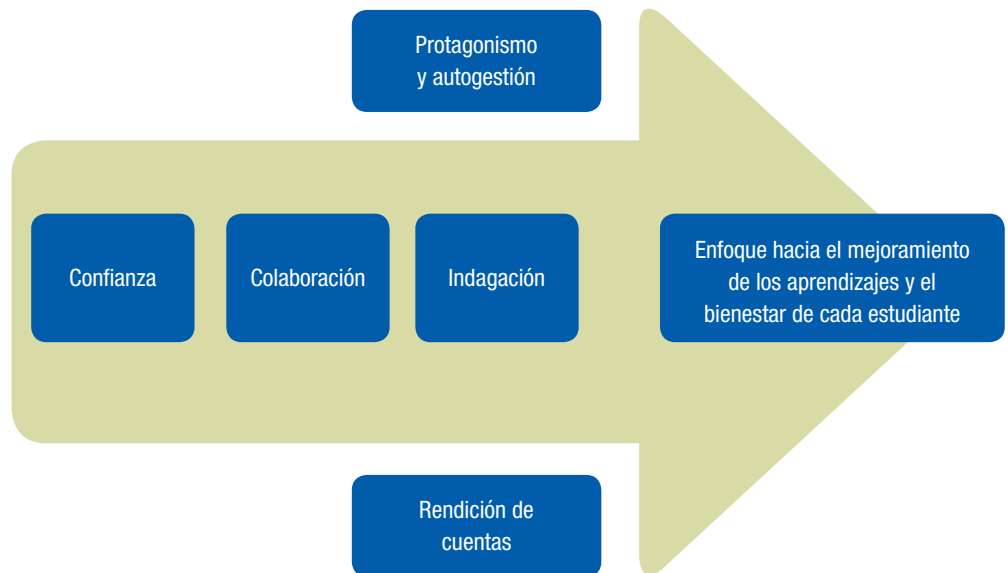 Protagonismo
y autogestión
Confianza
Colaboración
Indagación
Enfoque hacia el mejoramiento
de los aprendizajes y el
bienestar de cada estudiante
Rendición de
cuentas